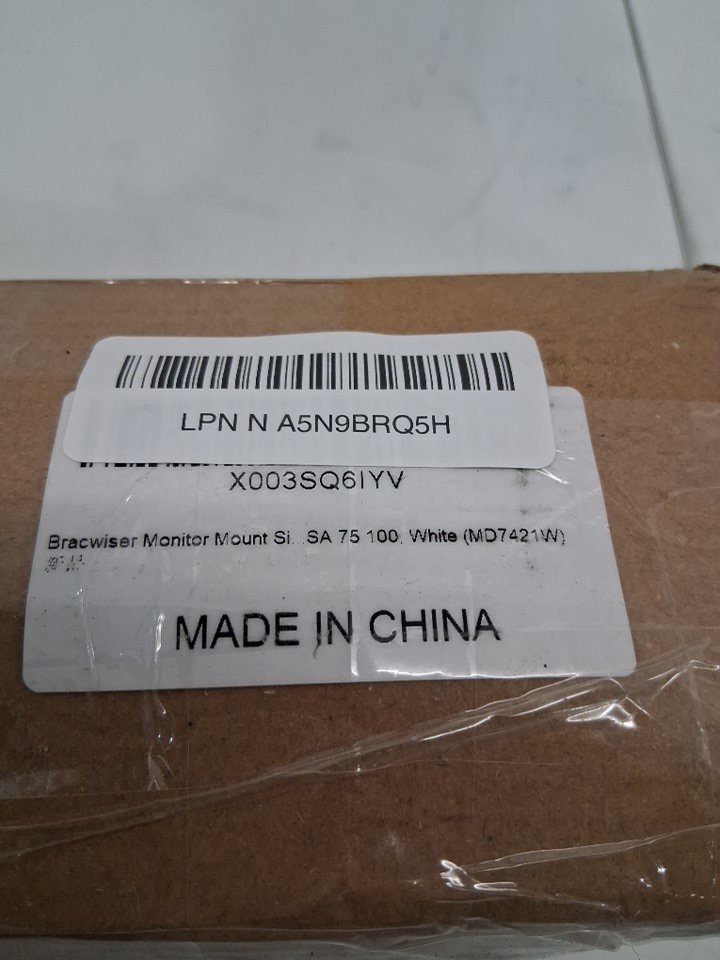 LPN N A5N9BRQ5H
X003SQ6IYV
Bracwiser Monitor Mount Si...SA 75 100, White (MD7421W)
MADE IN CHINA